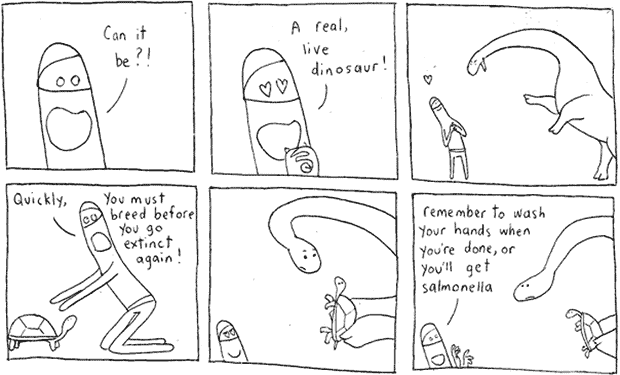 Can it
be?!
A real,
live
dinosaur!
Quickly,
You must
breed before
you go
extinct
again!
remember to wash
your hands when
you're done, or
you'll get
salmonella